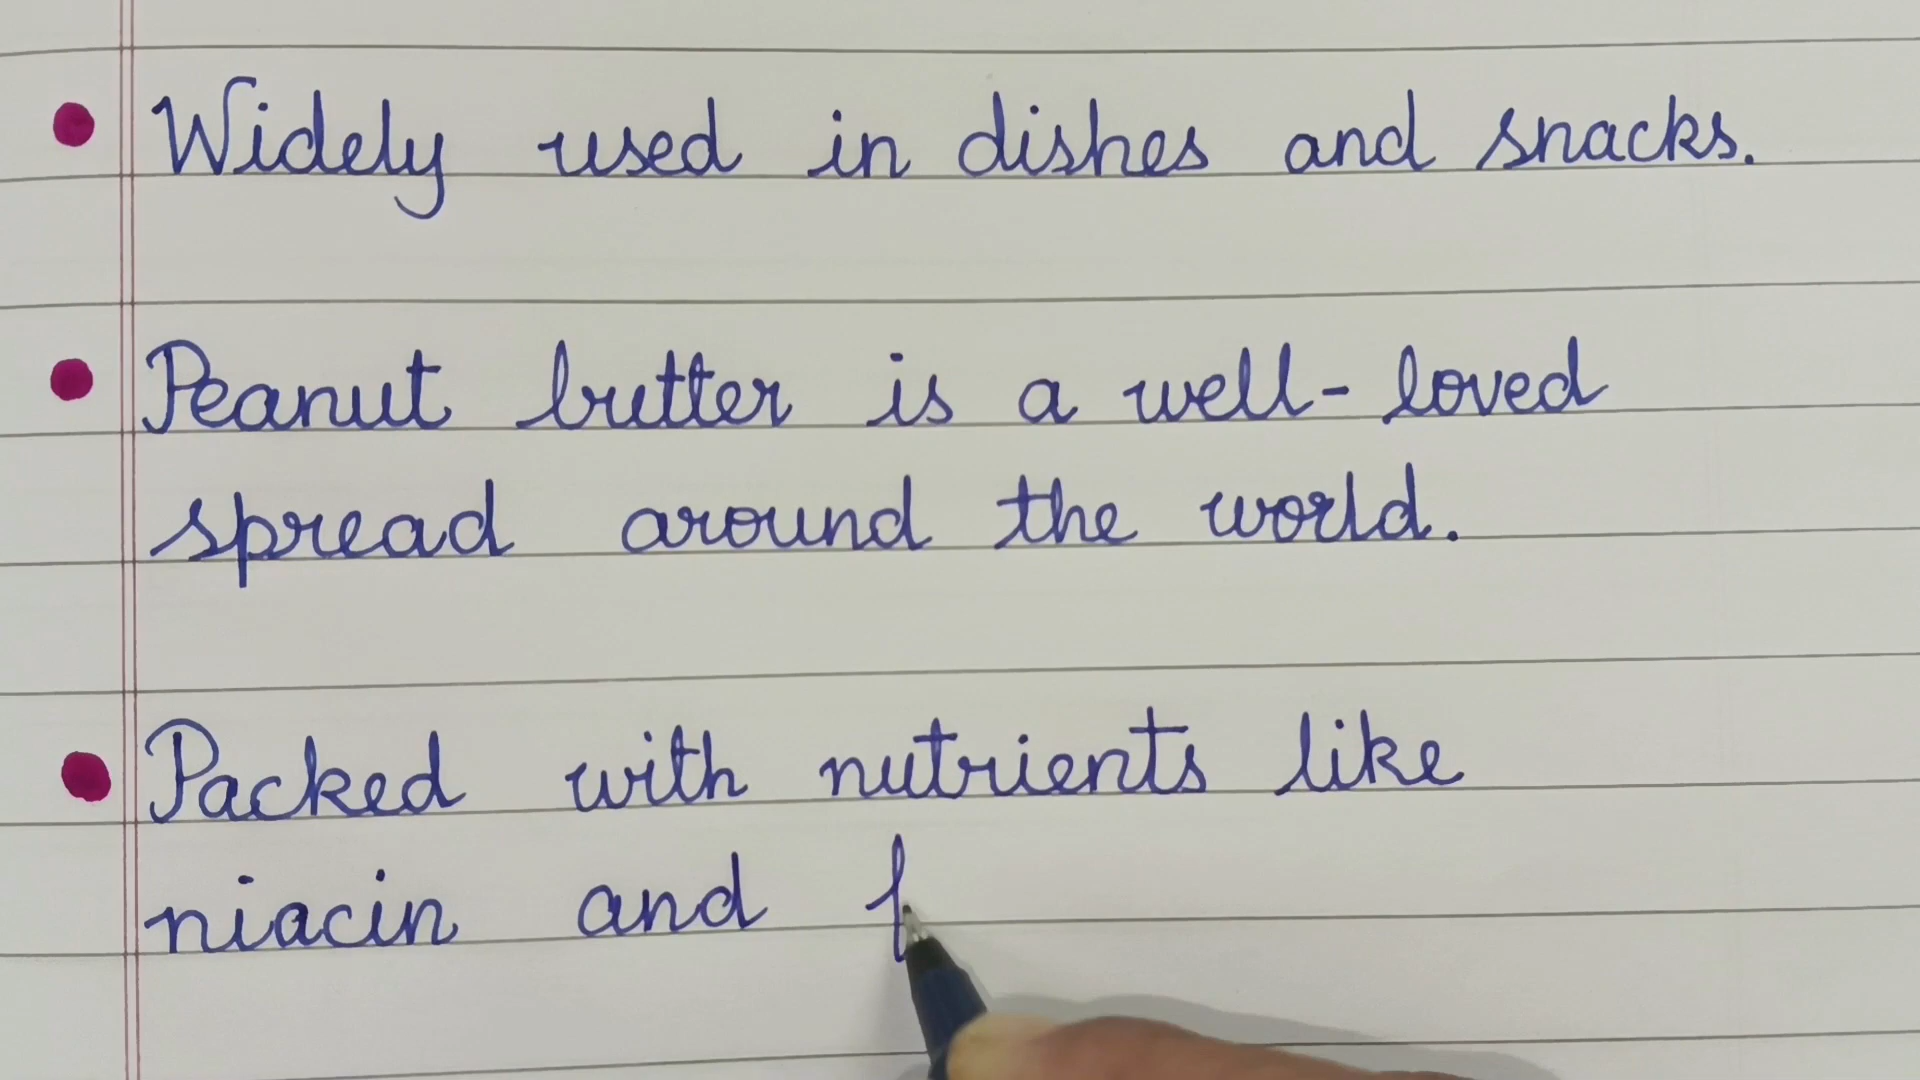 Widely used in dishes and snacks.
Peanut butter is a well-loved
spread around the world.
Packed with nutrients like
niacin and f